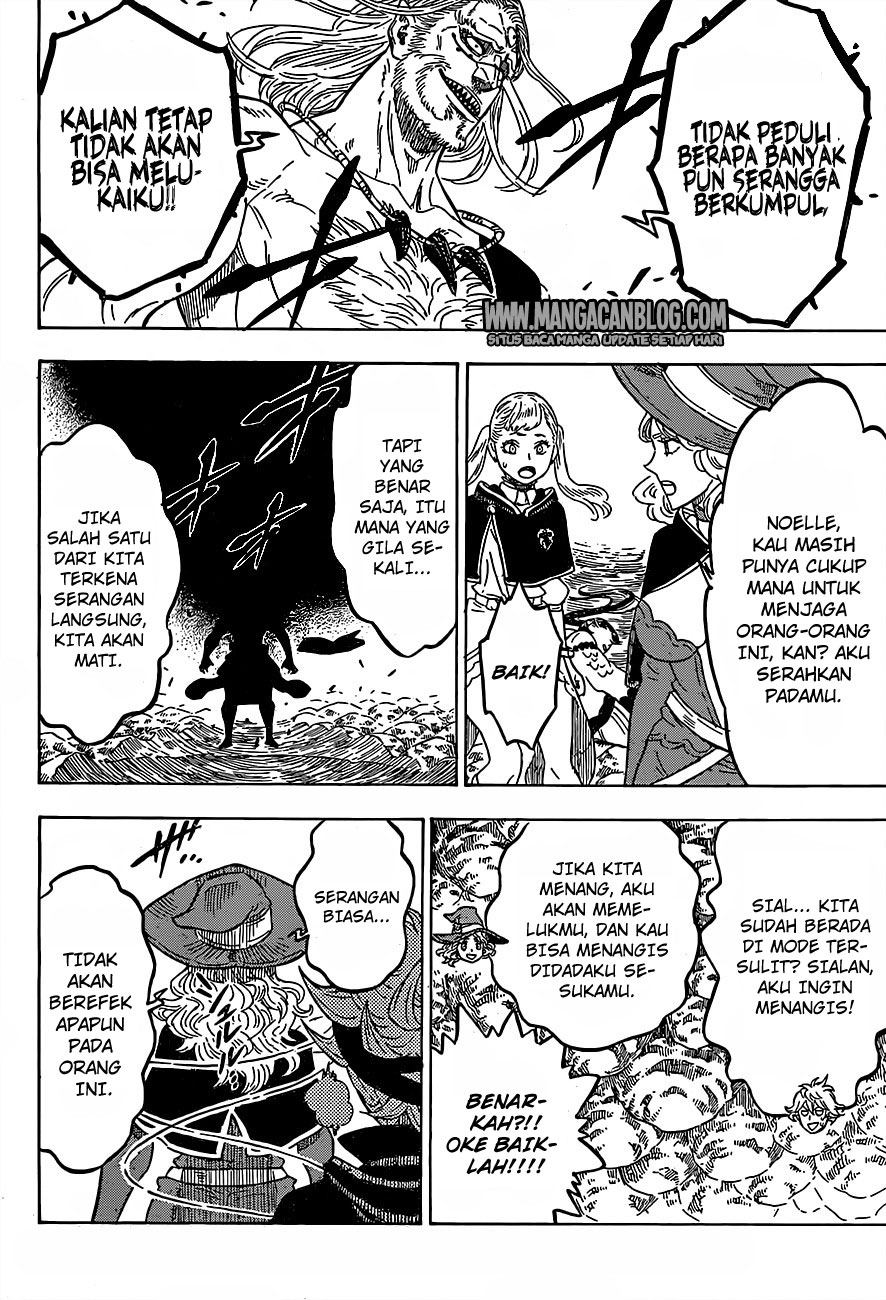 TIDAK PEDULI
BERAPA BANYAK
PUN SERANGGA
BERKUMPUL,
KALIAN TETAP
TIDAK AKAN
BISA MELU-
KAIKU!!
WWW.MANGACANBLOG.COM
SITUS BACA MANGA UPDATE SETIAP HARI
NOELLE,
KAU MASIH
PUNYA CUKUP
MANA UNTUK
MENJAGA
ORANG-ORANG
INI, KAN? AKU
SERAHKAN
PADAMU.
BAIK!
TAPI
YANG
BENAR
SAJA, ITU
MANA YANG
GILA SE-
KALI...
JIKA
SALAH SATU
DARI KITA
TERKENA
SERANGAN
LANGSUNG,
KITA AKAN
MATI.
SIAL... KITA
SUDAH BERADA
DI MODE TER-
SULIT? SIALAN,
AKU INGIN
MENANGIS!
JIKA KITA
MENANG, AKU
AKAN MEME-
LUKMU, DAN KAU
BISA MENANGIS
DIDADAKU SE-
SUKAMU.
BENAR-
KAH?!!
OKE BAIK-
LAH!!!!
SERANGAN
BIASA...
TIDAK
AKAN
BEREFEK
APAPUN
PADA
ORANG
INI.